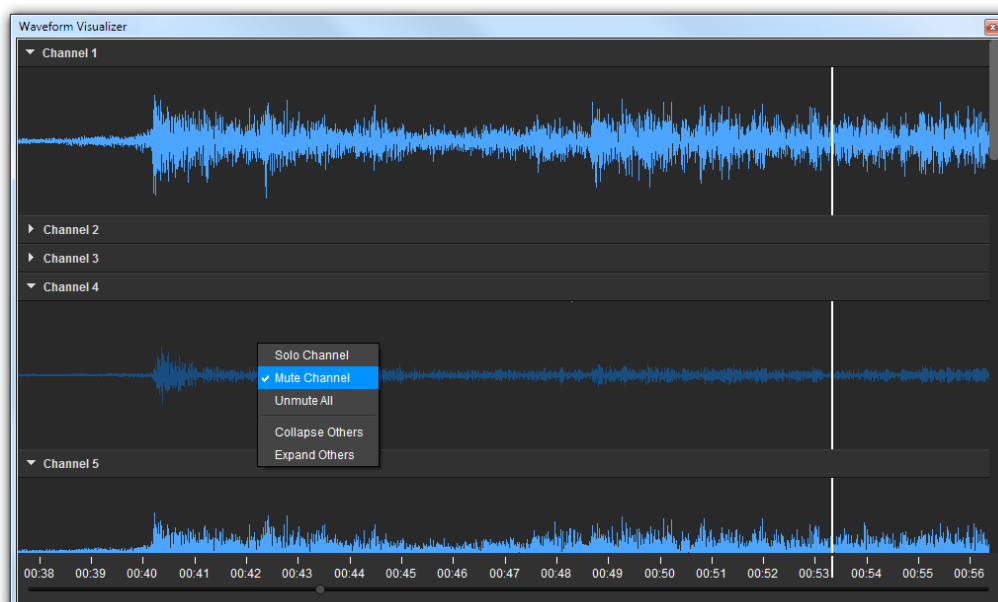 Waveform Visualizer
Channel 1
Channel 2
Channel 3
Channel 4
Solo Channel
Mute Channel
Unmute All
Collapse Others
Expand Others
Channel 5
00:38 00:39 00:40 00:41 00:42 00:43 00:44 00:45 00:46 00:47 00:48 00:49 00:50 00:51 00:52 00:53 00:54 00:55 00:56